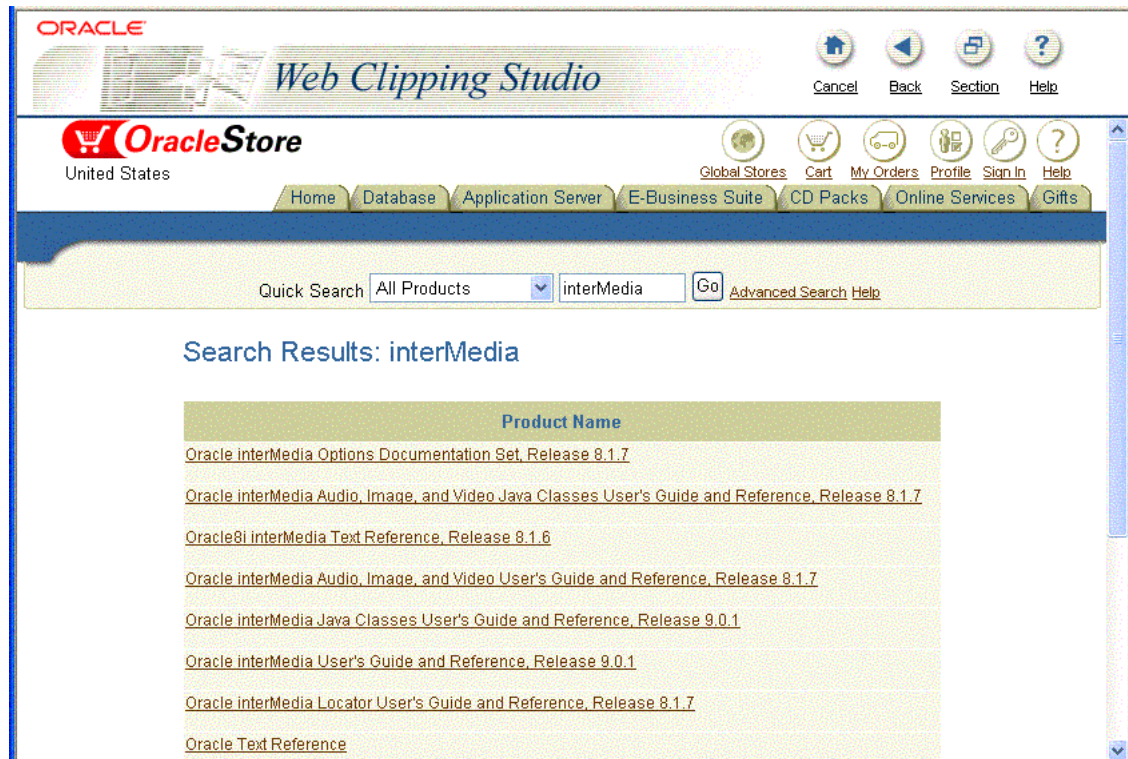 ORACLE
Web Clipping Studio
Cancel Back Section Help
OracleStore
United States
Global Stores Cart My Orders Profile Sign In Help
Home Database Application Server E-Business Suite CD Packs Online Services Gifts
Quick Search All Products interMedia Go Advanced Search Help
Search Results: interMedia
Product Name
Oracle interMedia Options Documentation Set, Release 8.1.7
Oracle interMedia Audio, Image, and Video Java Classes User's Guide and Reference, Release 8.1.7
Oracle8i interMedia Text Reference, Release 8.1.6
Oracle interMedia Audio, Image, and Video User's Guide and Reference, Release 8.1.7
Oracle interMedia Java Classes User's Guide and Reference, Release 9.0.1
Oracle interMedia User's Guide and Reference, Release 9.0.1
Oracle interMedia Locator User's Guide and Reference, Release 8.1.7
Oracle Text Reference